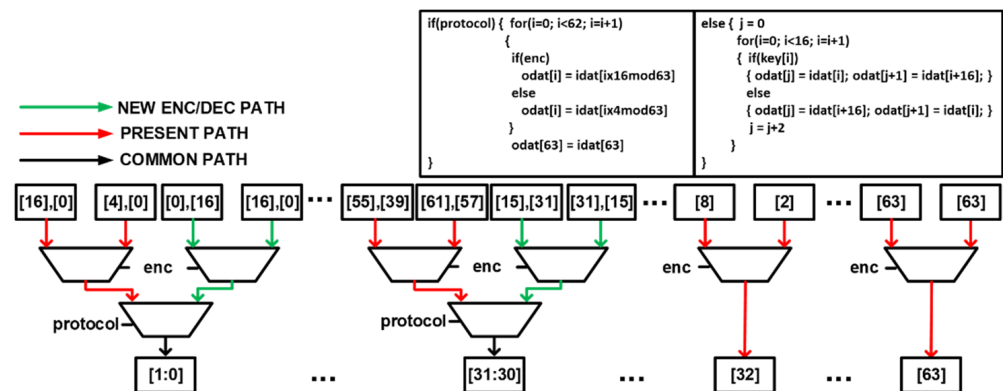 if(protocol) { for(i=0; i<62; i=i+1)
{
if(enc)
odat[i] = idat[ix16mod63]
else
odat[i] = idat[ix4mod63]
}
odat[63] = idat[63]
}
else { j = 0
for(i=0; i<16; i=i+1)
{ if(key[i])
{ odat[j] = idat[i]; odat[j+1] = idat[i+16]; }
else
{ odat[j] = idat[i+16]; odat[j+1] = idat[i]; }
j = j+2
}
}
NEW ENC/DEC PATH
PRESENT PATH
COMMON PATH
[16],[0] [4],[0] [0],[16] [16],[0] ... [55],[39] [61],[57] [15],[31] [31],[15] ... [8] [2] ... [63] [63]
enc enc enc enc
protocol protocol
[1:0] ... [31:30] ... [32] ... [63]